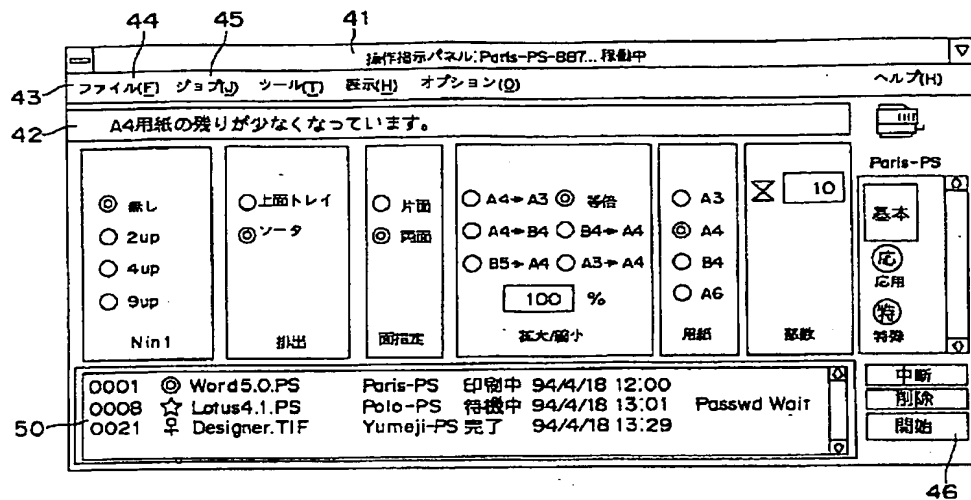 44 45 41
操作指示パネル:Paris-PS-887... 稼動中
43 ファイル(F) ジョブ(J) ツール(T) 表示(H) オプション(O) ヘルプ(H)
42 A4用紙の残りが少なくなっています。
Paris-PS
無し
2up
4up
9up
Nin1
上面トレイ
ソータ
排出
片面
両面
面指定
A4→A3 等倍
A4→B4 B4→A4
B5→A4 A3→A4
100 %
拡大/縮小
A3
A4
B4
A6
用紙
10
部数
基本
応
応用
特
特殊
50
0001 ◎ Word5.0.PS Paris-PS 印刷中 94/4/18 12:00
0008 ☆ Lotus4.1.PS Polo-PS 待機中 94/4/18 13:01 Passwd Wait
0021 Designer.TIF Yumeji-PS 完了 94/4/18 13:29
中断
削除
開始
46